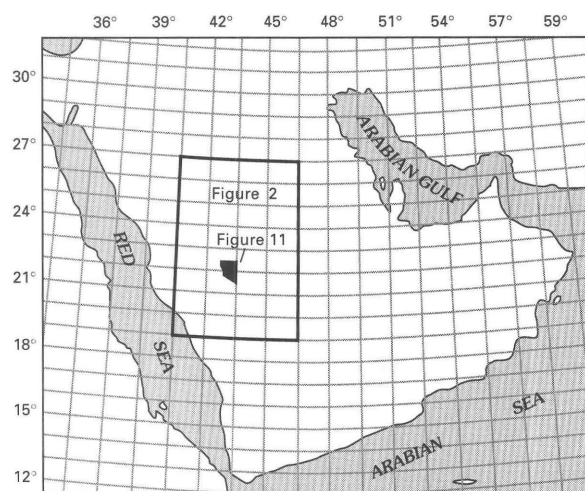 36° 39° 42° 45° 48° 51° 54° 57° 59°
30°
27°
24°
21°
18°
15°
12°
ARABIAN GULF
Figure 2
Figure 11
RED
SEA
ARABIAN
SEA